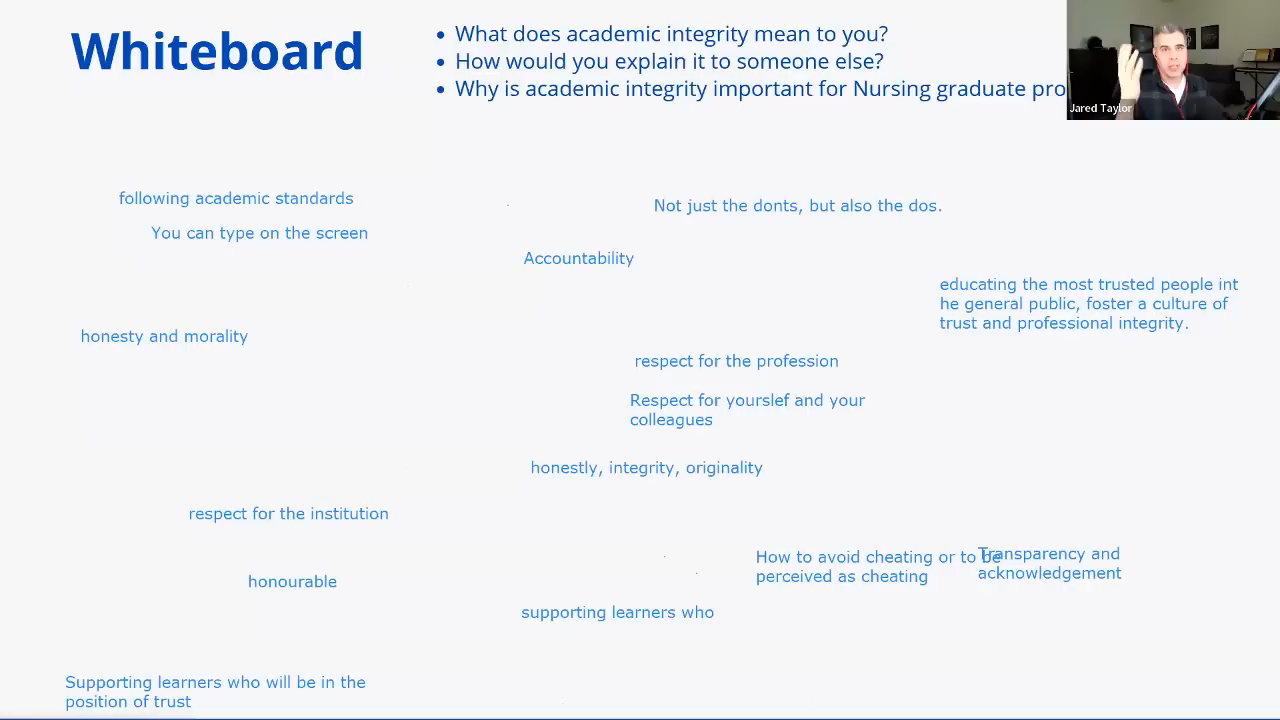 Whiteboard
• What does academic integrity mean to you?
• How would you explain it to someone else?
• Why is academic integrity important for Nursing graduate pro
Jared Taylor
following academic standards
Not just the donts, but also the dos.
You can type on the screen
Accountability
educating the most trusted people int
he general public, foster a culture of
trust and professional integrity.
honesty and morality
respect for the profession
Respect for yourslef and your
colleagues
honestly, integrity, originality
respect for the institution
How to avoid cheating or to be
perceived as cheating
Transparency and
acknowledgement
honourable
supporting learners who
Supporting learners who will be in the
position of trust